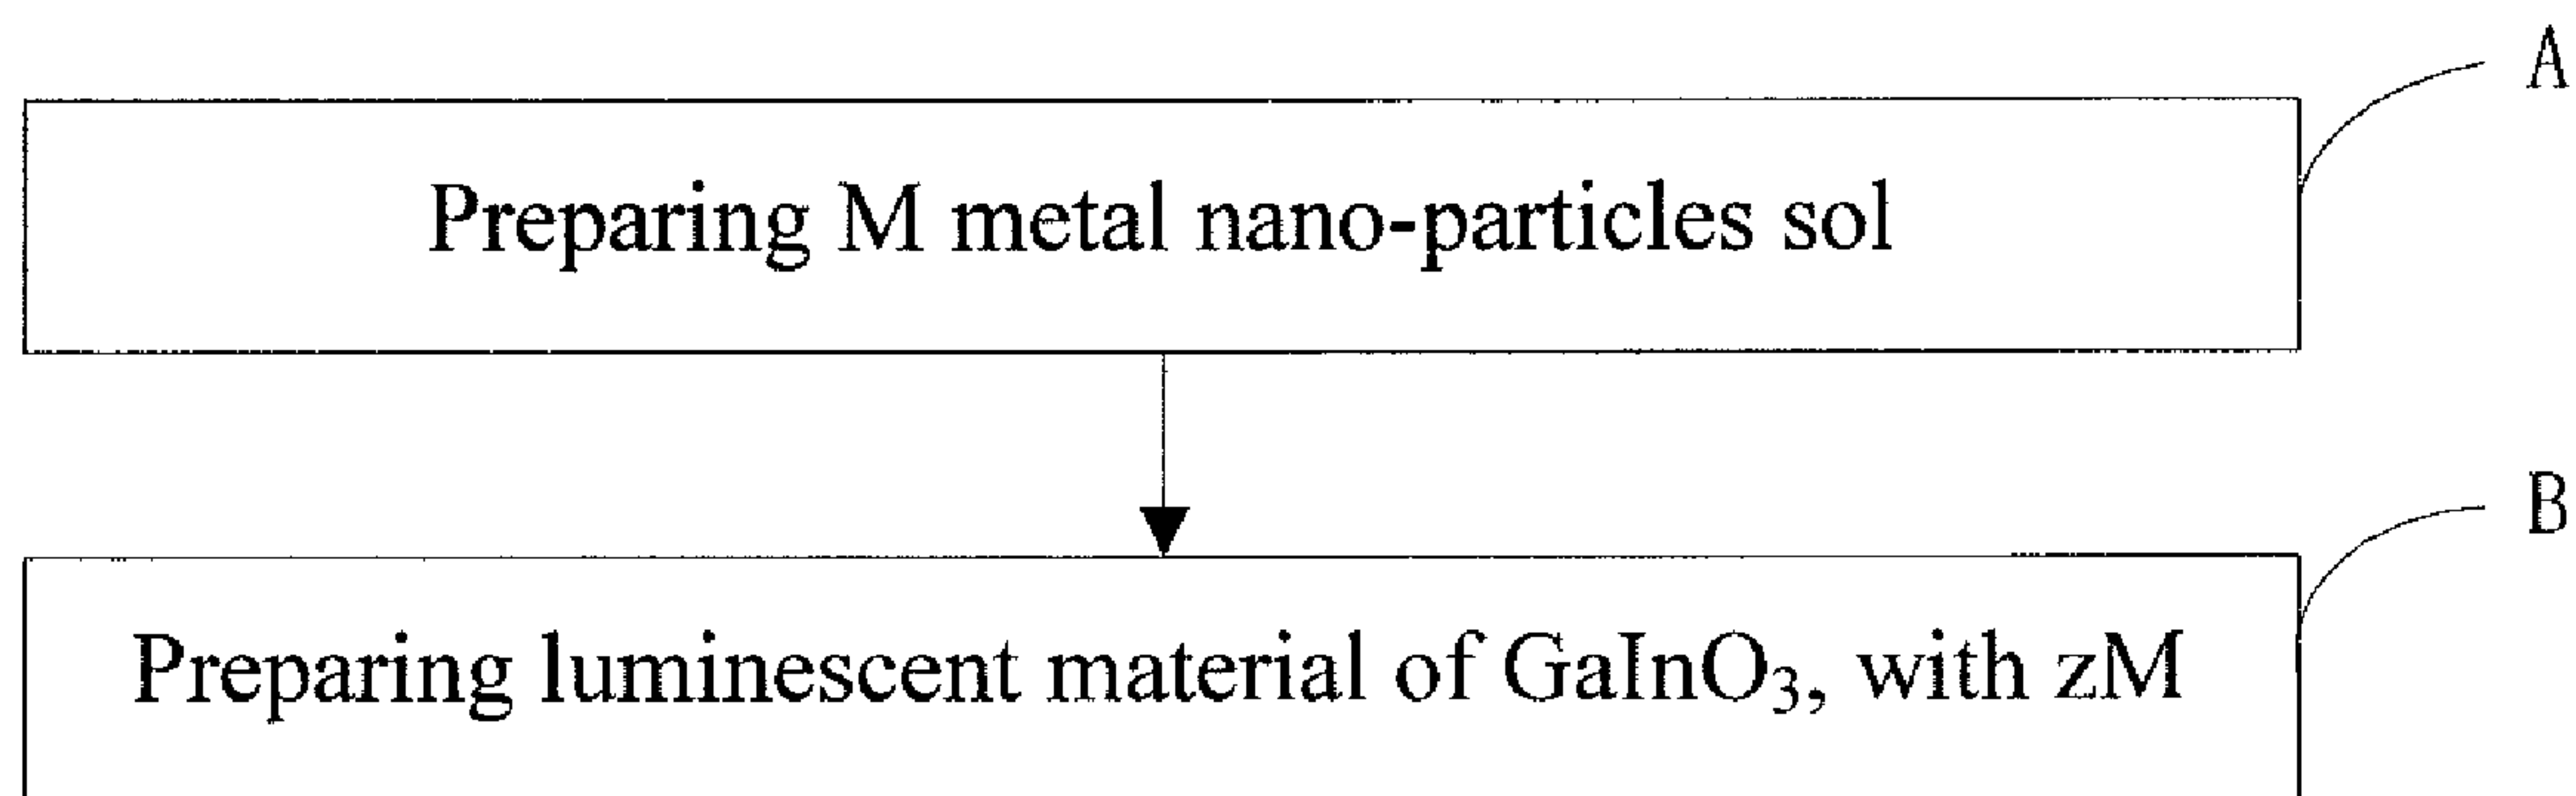 A
Preparing M metal nano-particles sol
B
Preparing luminescent material of GaInO₃, with zM